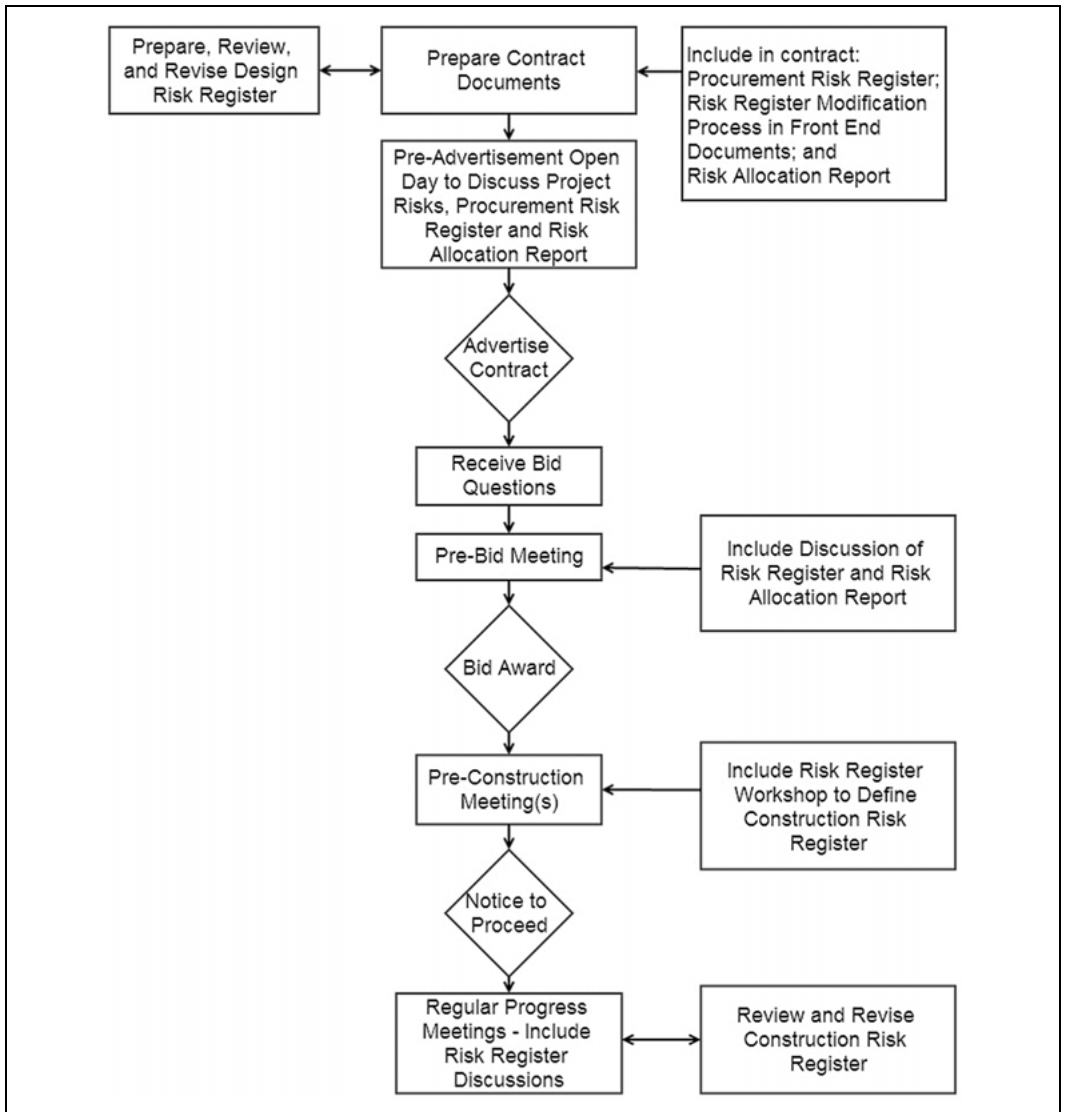 Prepare, Review,
and Revise Design
Risk Register
Prepare Contract
Documents
Include in contract:
Procurement Risk Register;
Risk Register Modification
Process in Front End
Documents; and
Risk Allocation Report
Pre-Advertisement Open
Day to Discuss Project
Risks, Procurement Risk
Register and Risk
Allocation Report
Advertise
Contract
Receive Bid
Questions
Pre-Bid Meeting
Include Discussion of
Risk Register and Risk
Allocation Report
Bid Award
Pre-Construction
Meeting(s)
Include Risk Register
Workshop to Define
Construction Risk
Register
Notice to
Proceed
Regular Progress
Meetings - Include
Risk Register
Discussions
Review and Revise
Construction Risk
Register